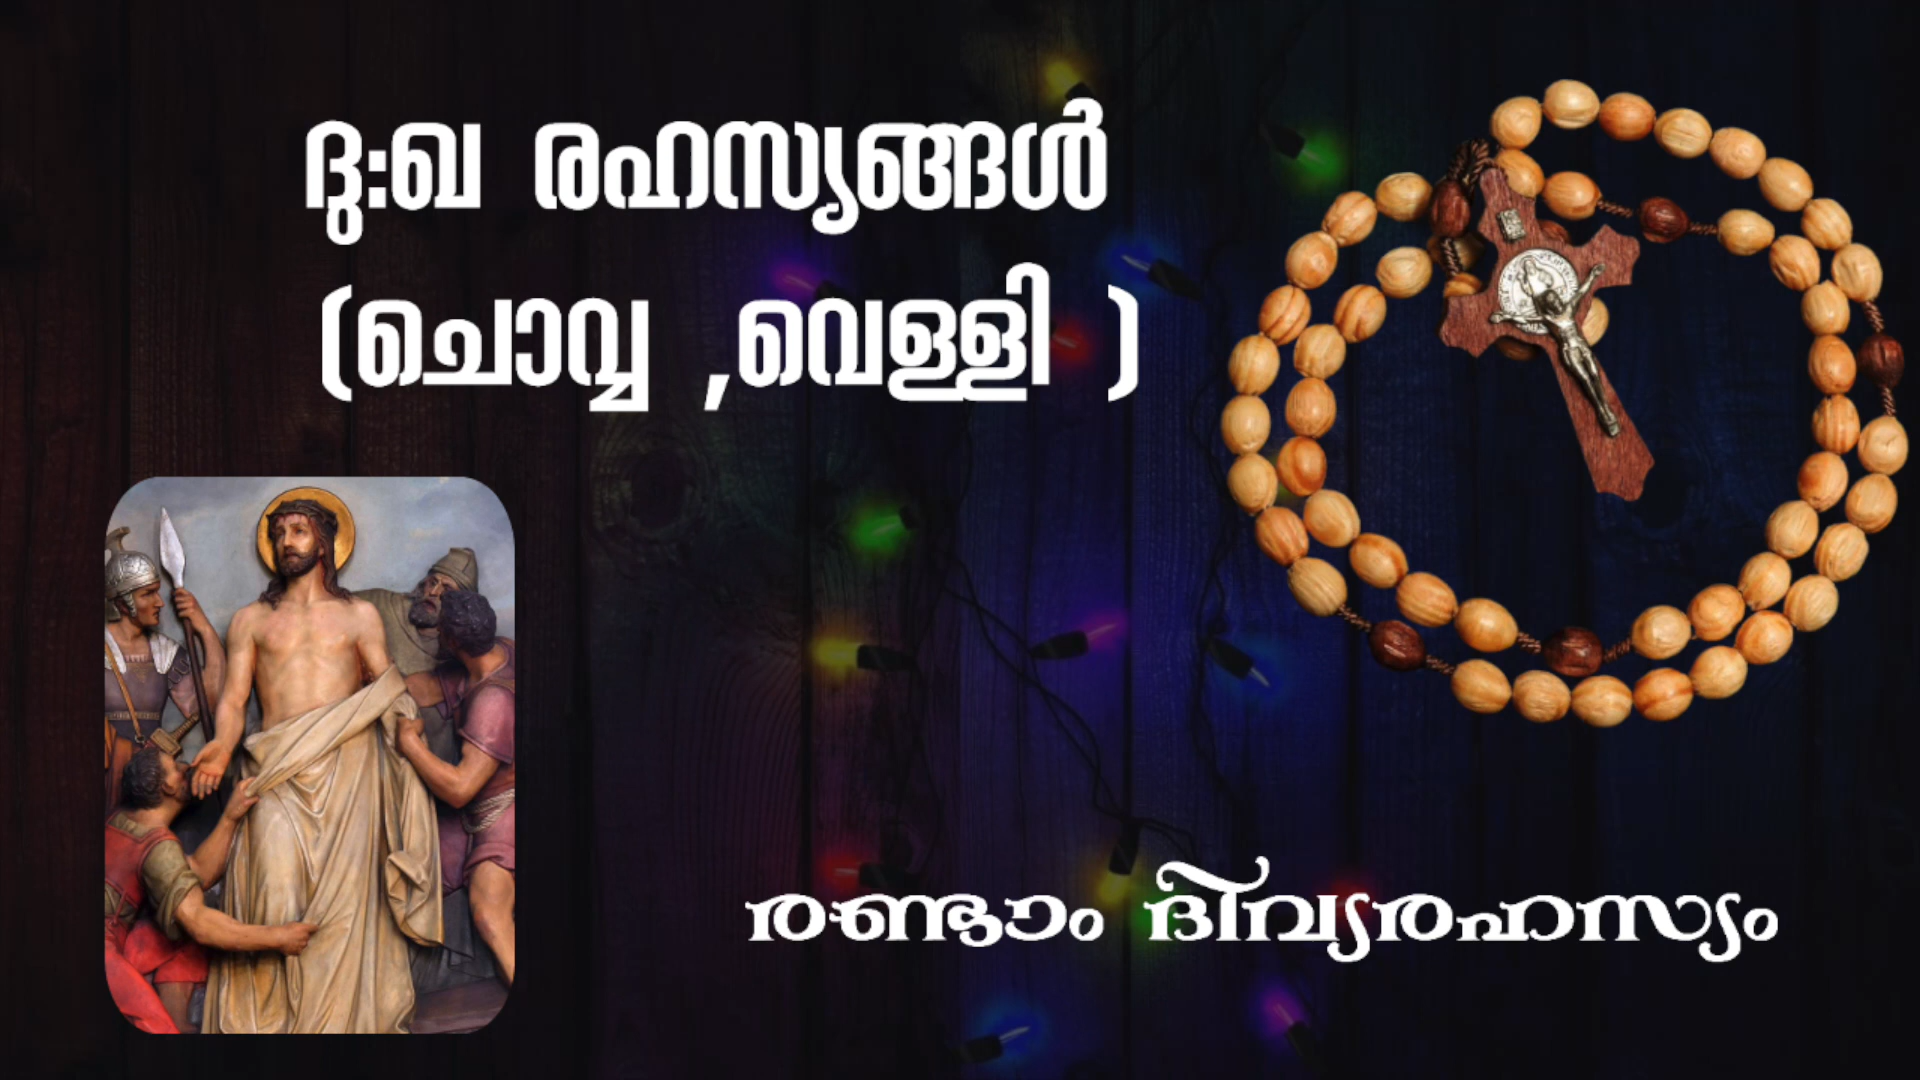 ദു:ഖ രഹസ്യങ്ങൾ
(ചൊവ്വ ,വെള്ളി )
രണ്ടാം ദിവ്യരഹസ്യം